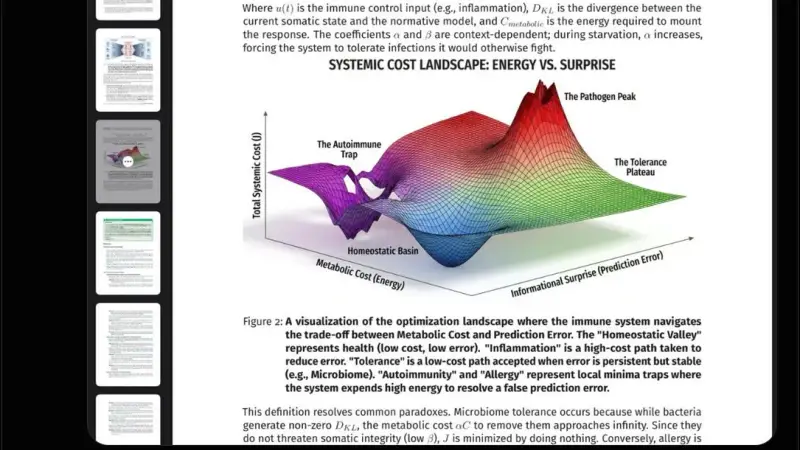 Where u(t) is the immune control input (e.g., inflammation), D_KL is the divergence between the
current somatic state and the normative model, and C_metabolic is the energy required to mount
the response. The coefficients α and β are context-dependent; during starvation, α increases,
forcing the system to tolerate infections it would otherwise fight.
SYSTEMIC COST LANDSCAPE: ENERGY VS. SURPRISE
The Pathogen Peak
The Autoimmune
Trap
The Tolerance
Plateau
Total Systemic Cost (J)
Homeostatic Basin
Metabolic Cost (Energy)
Informational Surprise (Prediction Error)
Figure 2: A visualization of the optimization landscape where the immune system navigates
the trade-off between Metabolic Cost and Prediction Error. The "Homeostatic Valley"
represents health (low cost, low error). "Inflammation" is a high-cost path taken to
reduce error. "Tolerance" is a low-cost path accepted when error is persistent but stable
(e.g., Microbiome). "Autoimmunity" and "Allergy" represent local minima traps where
the system expends high energy to resolve a false prediction error.
This definition resolves common paradoxes. Microbiome tolerance occurs because while bacteria
generate non-zero D_KL, the metabolic cost αC to remove them approaches infinity. Since they
do not threaten somatic integrity (low β), J is minimized by doing nothing. Conversely, allergy is